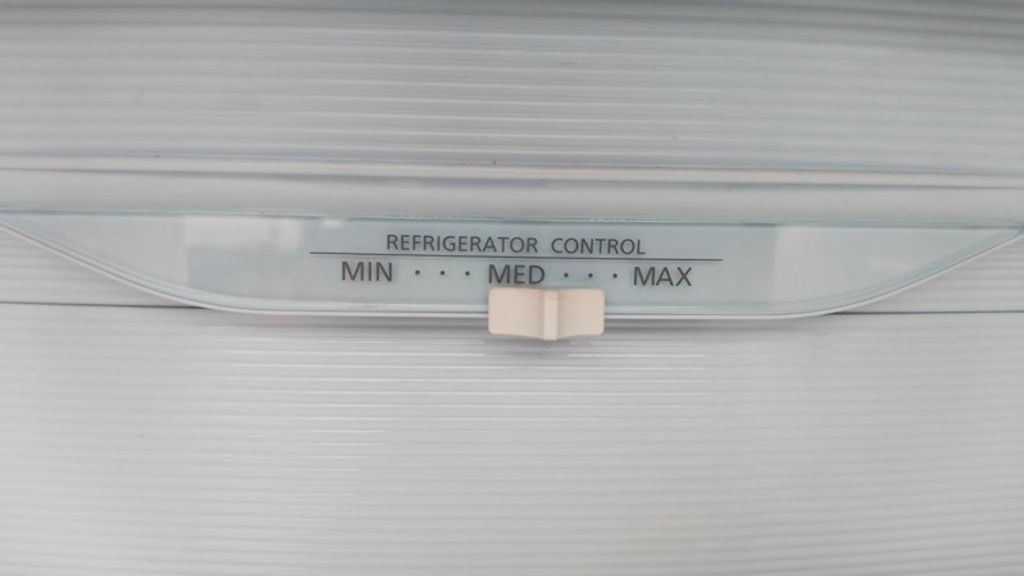 REFRIGERATOR CONTROL
MIN · · · MED · · · MAX